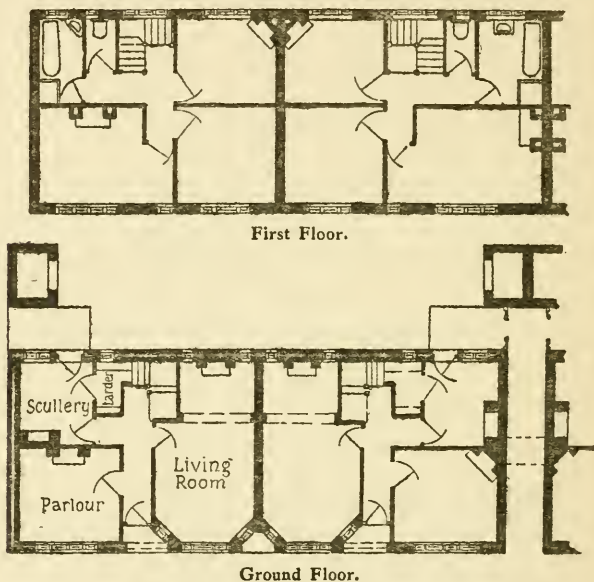 First Floor.
Larder
Scullery
Living
Room
Parlour
Ground Floor.